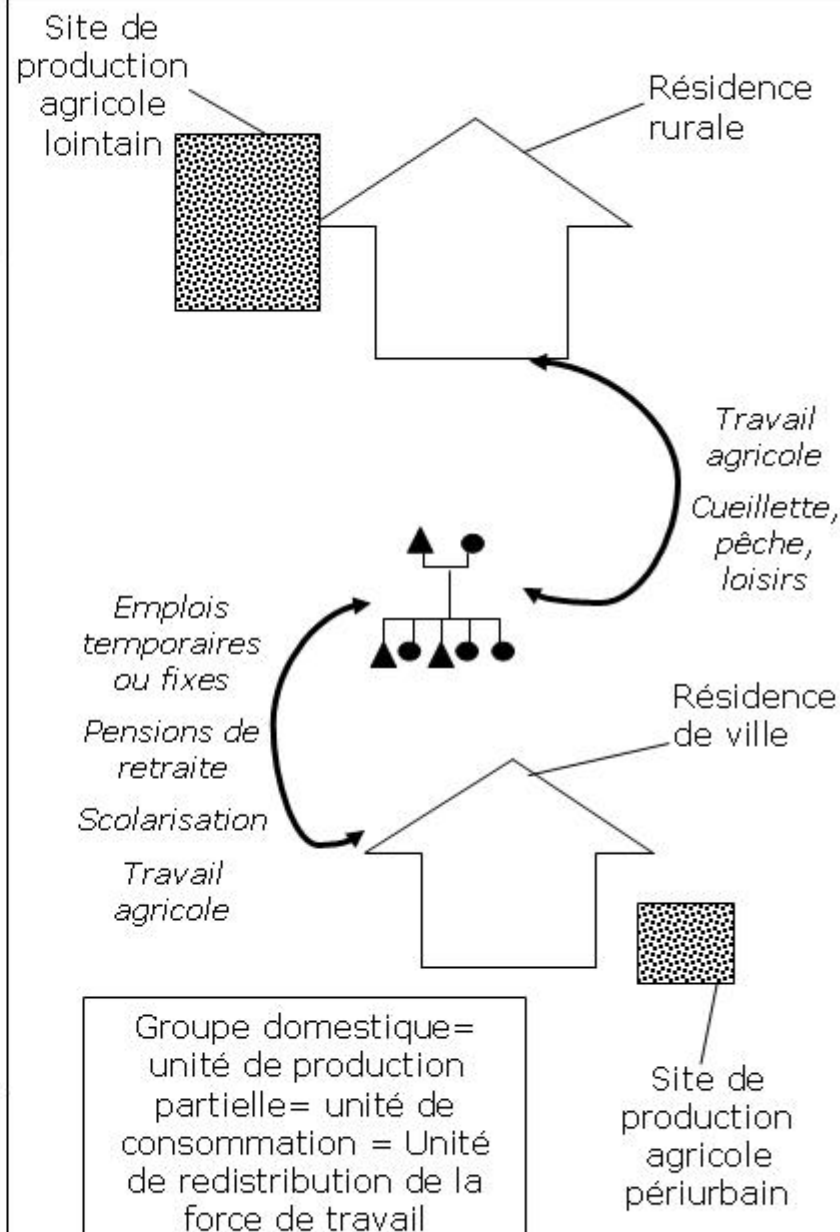 Site de
production
agricole
lointain
Résidence
rurale
Travail
agricole
Cueillette,
pêche,
loisirs
Emplois
temporaires
ou fixes
Pensions de
retraite
Scolarisation
Travail
agricole
Résidence
de ville
Groupe domestique=
unité de production
partielle= unité de
consommation = Unité
de redistribution de la
force de travail
Site de
production
agricole
périurbain